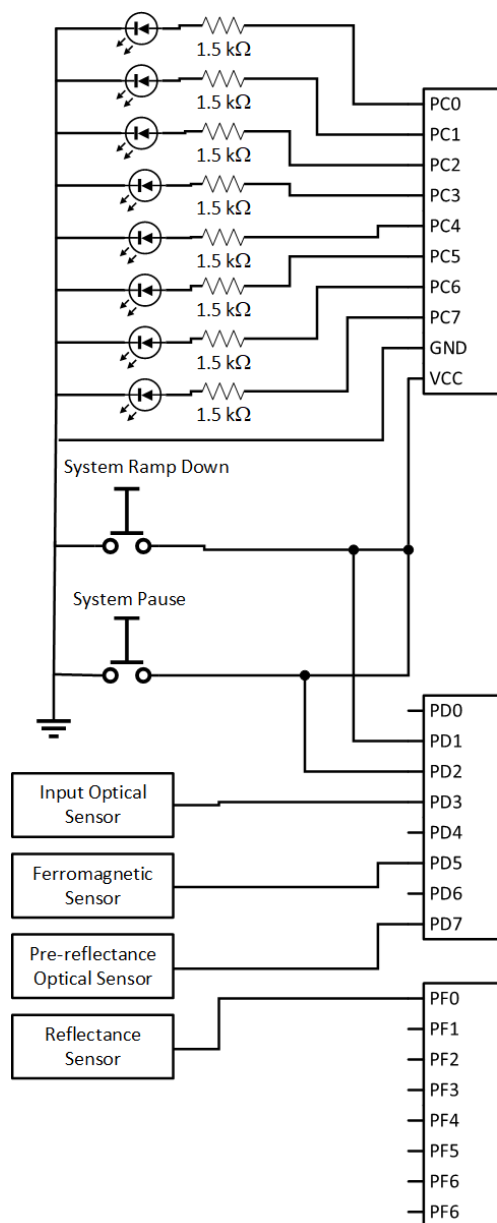 1.5 kΩ
PC0
1.5 kΩ
PC1
1.5 kΩ
PC2
1.5 kΩ
PC3
1.5 kΩ
PC4
1.5 kΩ
PC5
1.5 kΩ
PC6
1.5 kΩ
PC7
GND
VCC
System Ramp Down
System Pause
PD0
PD1
PD2
PD3
PD4
PD5
PD6
PD7
Input Optical
Sensor
Ferromagnetic
Sensor
Pre-reflectance
Optical Sensor
Reflectance
Sensor
PF0
PF1
PF2
PF3
PF4
PF5
PF6
PF6